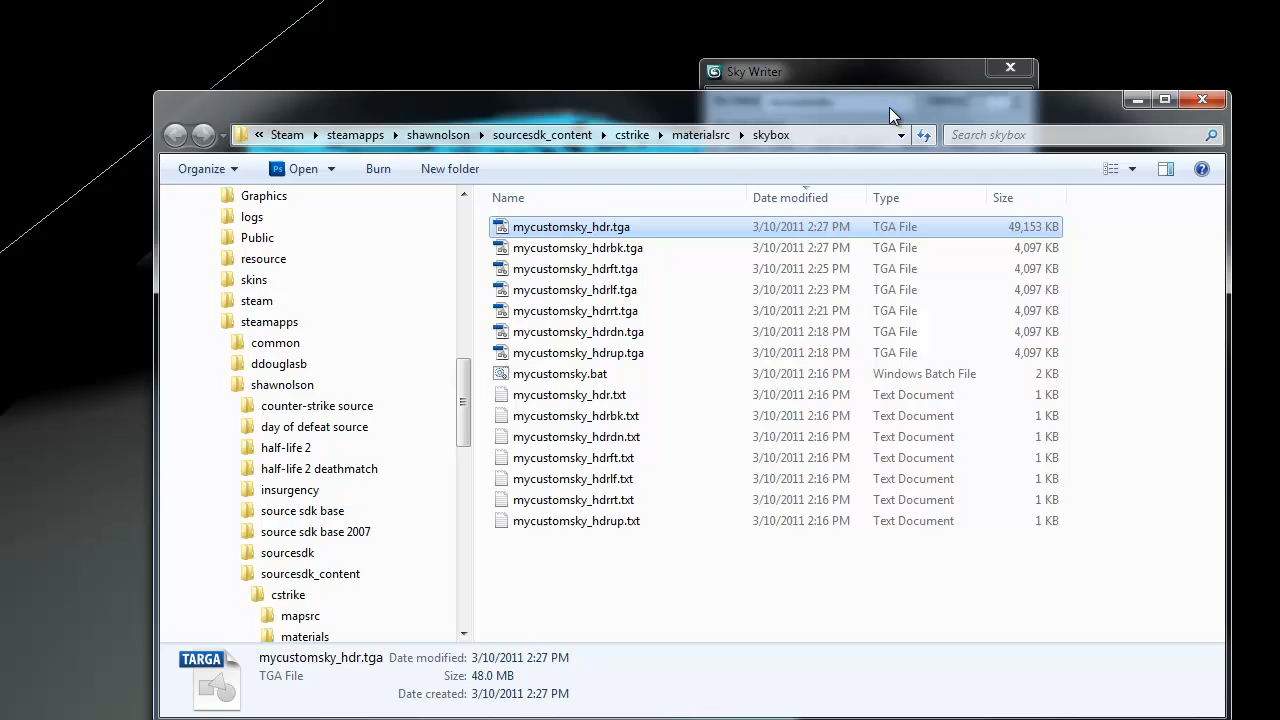 Sky Writer
« Steam steamapps shawnolson sourcesdk_content cstrike materialsrc skybox Search skybox
Organize Ps Open Burn New folder
Name Date modified Type Size
Graphics
logs
Public
resource
skins
steam
steamapps
common
ddouglasb
shawnolson
counter-strike source
day of defeat source
half-life 2
half-life 2 deathmatch
insurgency
source sdk base
source sdk base 2007
sourcesdk
sourcesdk_content
cstrike
mapsrc
materials
mycustomsky_hdr.tga 3/10/2011 2:27 PM TGA File 49,153 KB
mycustomsky_hdrbk.tga 3/10/2011 2:27 PM TGA File 4,097 KB
mycustomsky_hdrft.tga 3/10/2011 2:25 PM TGA File 4,097 KB
mycustomsky_hdrlf.tga 3/10/2011 2:23 PM TGA File 4,097 KB
mycustomsky_hdrrt.tga 3/10/2011 2:21 PM TGA File 4,097 KB
mycustomsky_hdrdn.tga 3/10/2011 2:18 PM TGA File 4,097 KB
mycustomsky_hdrup.tga 3/10/2011 2:18 PM TGA File 4,097 KB
mycustomsky.bat 3/10/2011 2:16 PM Windows Batch File 2 KB
mycustomsky_hdr.txt 3/10/2011 2:16 PM Text Document 1 KB
mycustomsky_hdrbk.txt 3/10/2011 2:16 PM Text Document 1 KB
mycustomsky_hdrdn.txt 3/10/2011 2:16 PM Text Document 1 KB
mycustomsky_hdrft.txt 3/10/2011 2:16 PM Text Document 1 KB
mycustomsky_hdrlf.txt 3/10/2011 2:16 PM Text Document 1 KB
mycustomsky_hdrrt.txt 3/10/2011 2:16 PM Text Document 1 KB
mycustomsky_hdrup.txt 3/10/2011 2:16 PM Text Document 1 KB
TARGA
mycustomsky_hdr.tga Date modified: 3/10/2011 2:27 PM
TGA File Size: 48.0 MB
Date created: 3/10/2011 2:27 PM